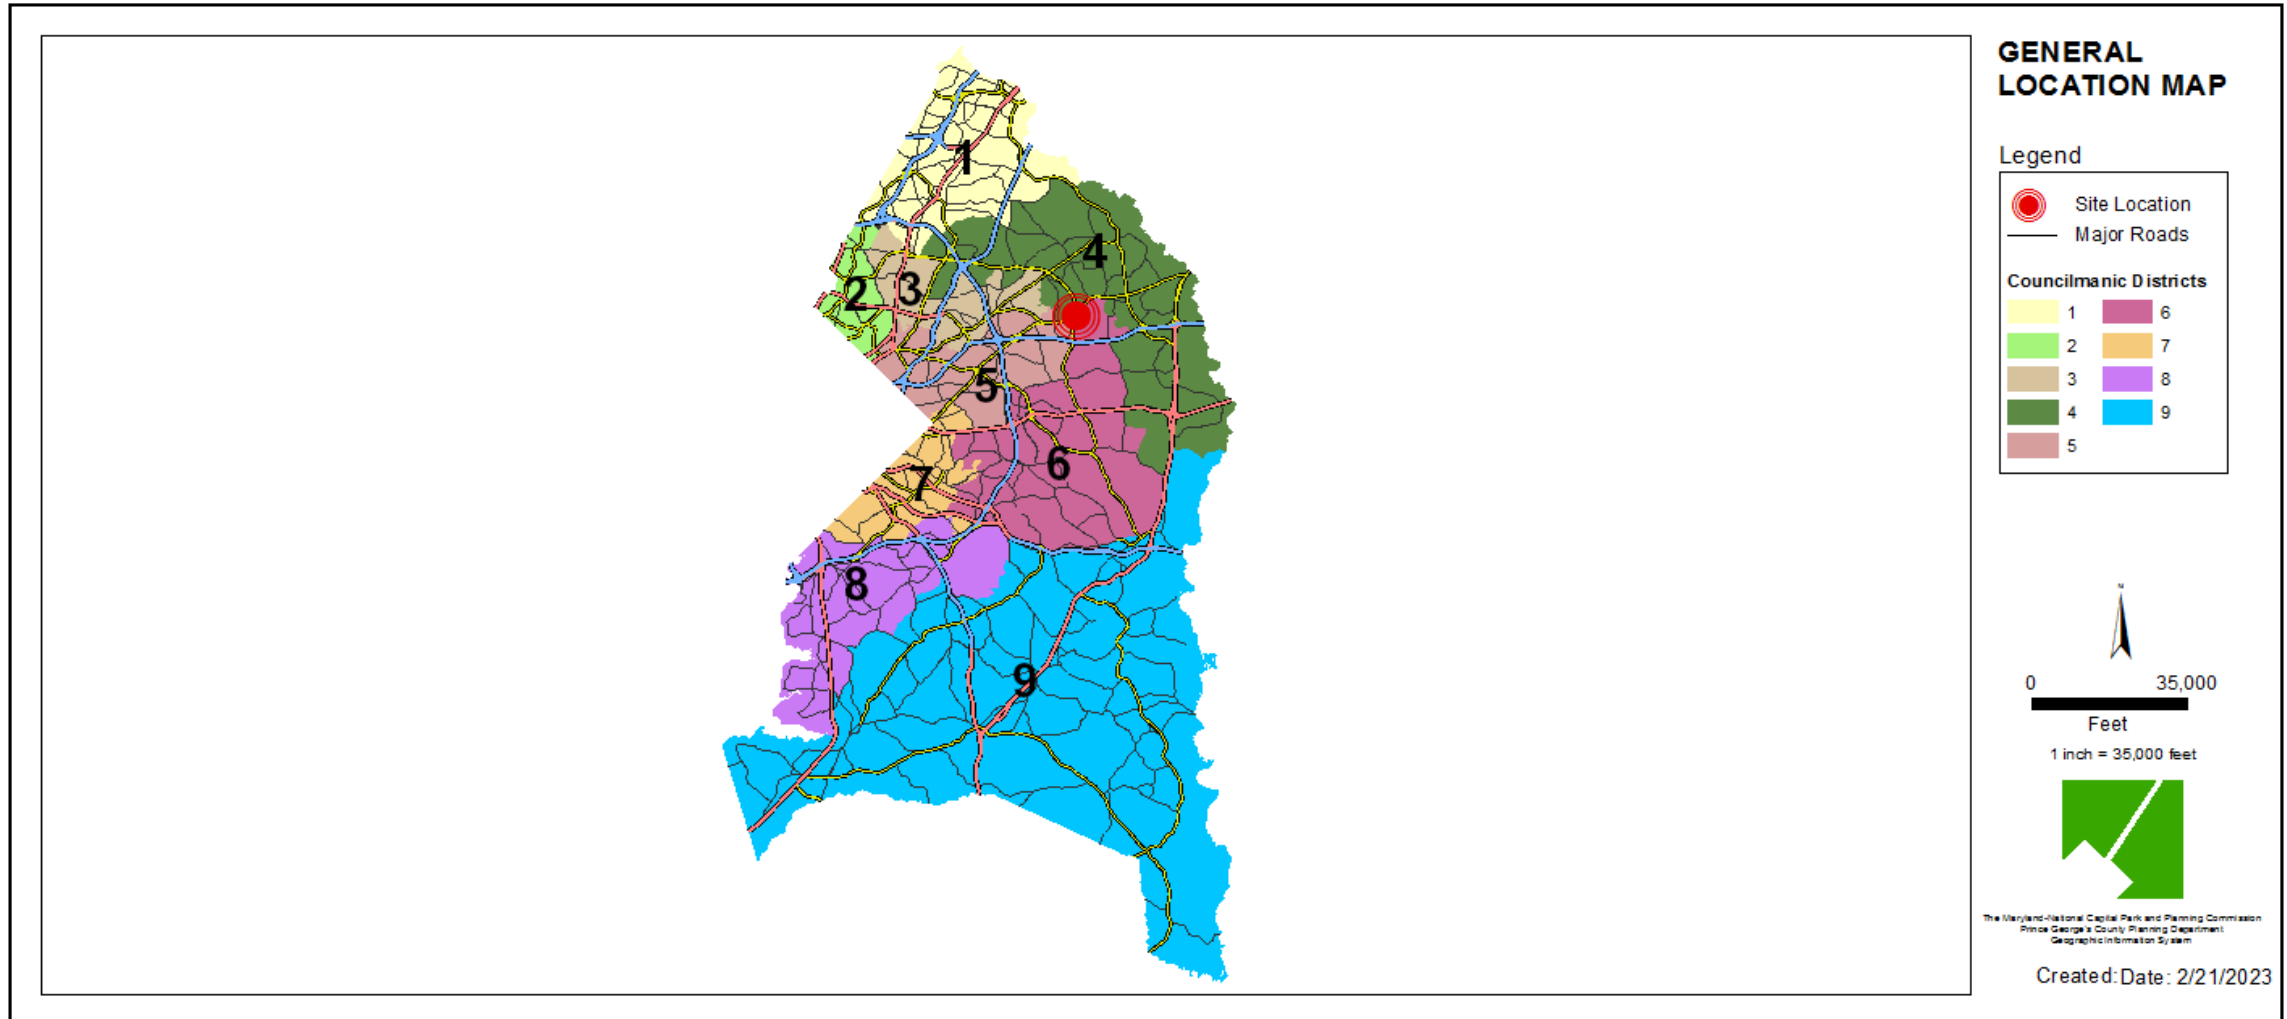 GENERAL
LOCATION MAP
Legend
Site Location
Major Roads
Councilmanic Districts
1 6
2 7
3 8
4 9
5
1
2
3
4
5
6
7
8
9
N
0 35,000
Feet
1 inch = 35,000 feet
The Maryland-National Capital Park and Planning Commission
Prince George's County Planning Department
Geographic Information System
Created: Date: 2/21/2023